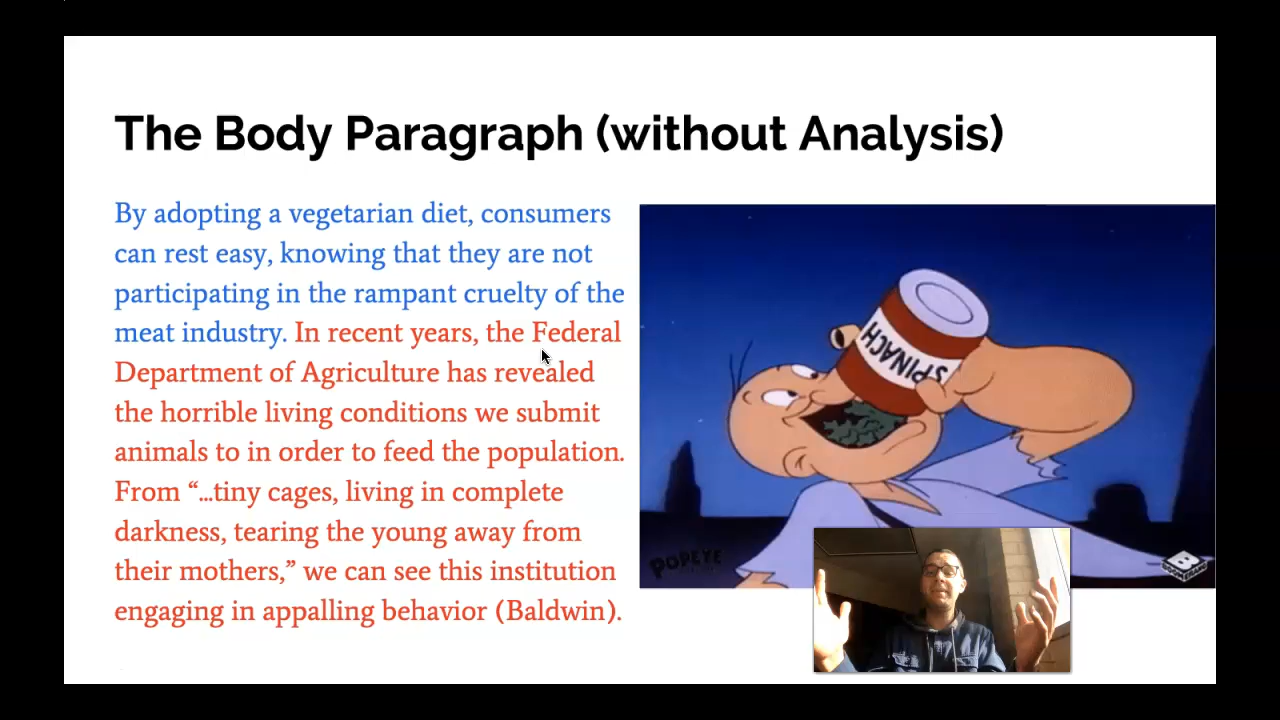 The Body Paragraph (without Analysis)
By adopting a vegetarian diet, consumers
can rest easy, knowing that they are not
participating in the rampant cruelty of the
meat industry. In recent years, the Federal
Department of Agriculture has revealed
the horrible living conditions we submit
animals to in order to feed the population.
From “...tiny cages, living in complete
darkness, tearing the young away from
their mothers,” we can see this institution
engaging in appalling behavior (Baldwin).
SPINACH
POPEYE
BOOMERANG